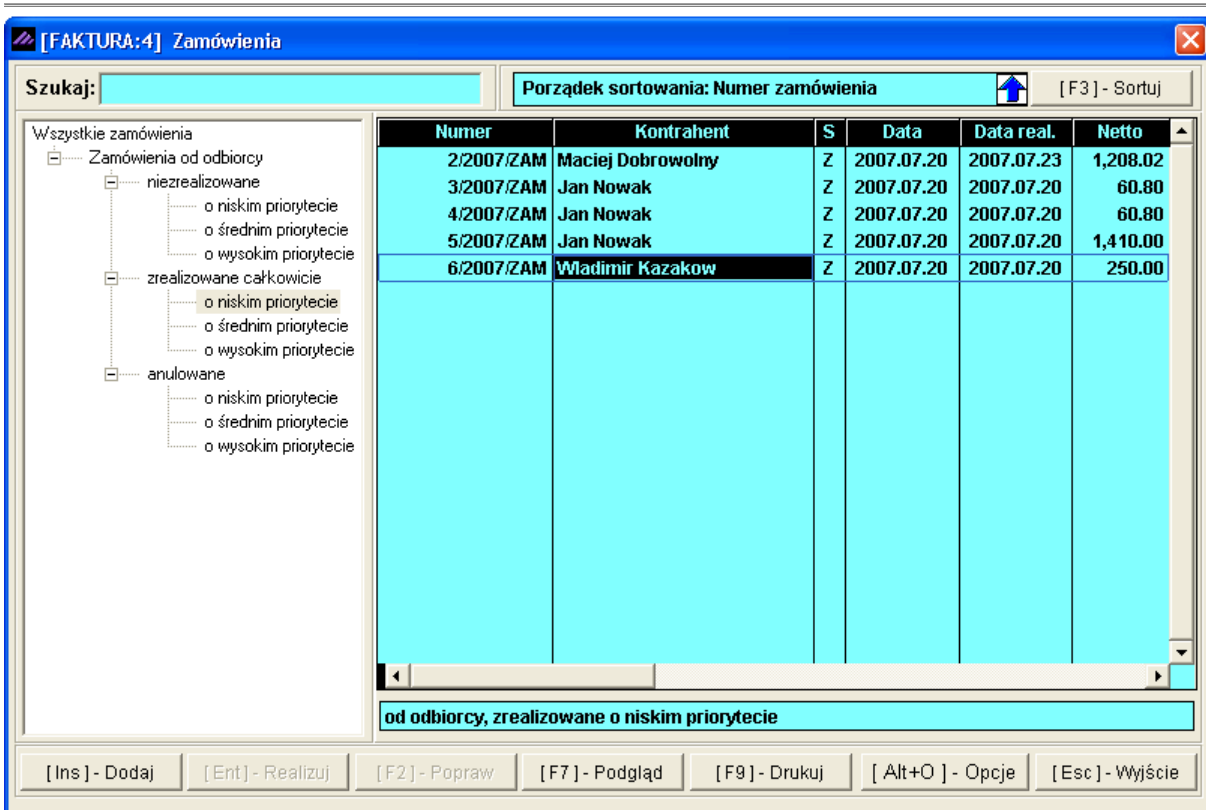 [FAKTURA:4] Zamówienia
Szukaj:
Porządek sortowania: Numer zamówienia
[F3]- Sortuj
Wszystkie zamówienia
Zamówienia od odbiorcy
niezrealizowane
o niskim priorytecie
o średnim priorytecie
o wysokim priorytecie
zrealizowane całkowicie
o niskim priorytecie
o średnim priorytecie
o wysokim priorytecie
anulowane
o niskim priorytecie
o średnim priorytecie
o wysokim priorytecie
Numer Kontrahent S Data Data real. Netto
2/2007/ZAM Maciej Dobrowolny Z 2007.07.20 2007.07.23 1,208.02
3/2007/ZAM Jan Nowak Z 2007.07.20 2007.07.20 60.80
4/2007/ZAM Jan Nowak Z 2007.07.20 2007.07.20 60.80
5/2007/ZAM Jan Nowak Z 2007.07.20 2007.07.20 1,410.00
6/2007/ZAM Wladimir Kazakow Z 2007.07.20 2007.07.20 250.00
od odbiorcy, zrealizowane o niskim priorytecie
[Ins]- Dodaj [Ent]- Realizuj [F2]- Popraw [F7]- Podgląd [F9]- Drukuj [Alt+O]- Opcje [Esc]- Wyjście